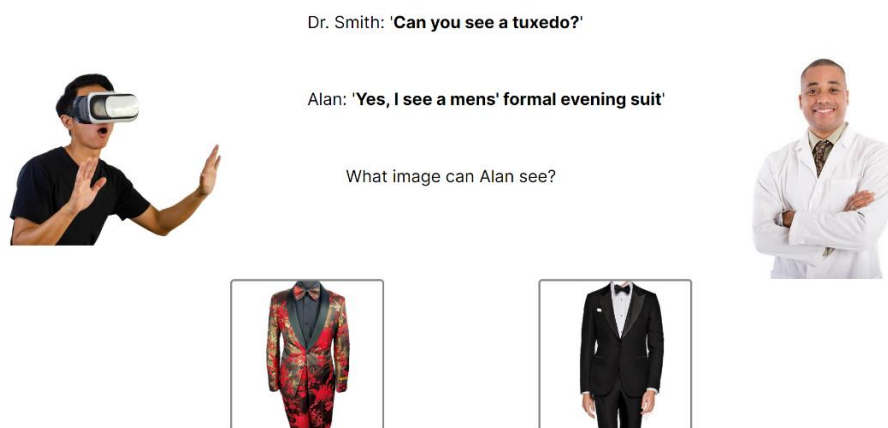 Dr. Smith: 'Can you see a tuxedo?'
Alan: 'Yes, I see a mens' formal evening suit'
What image can Alan see?